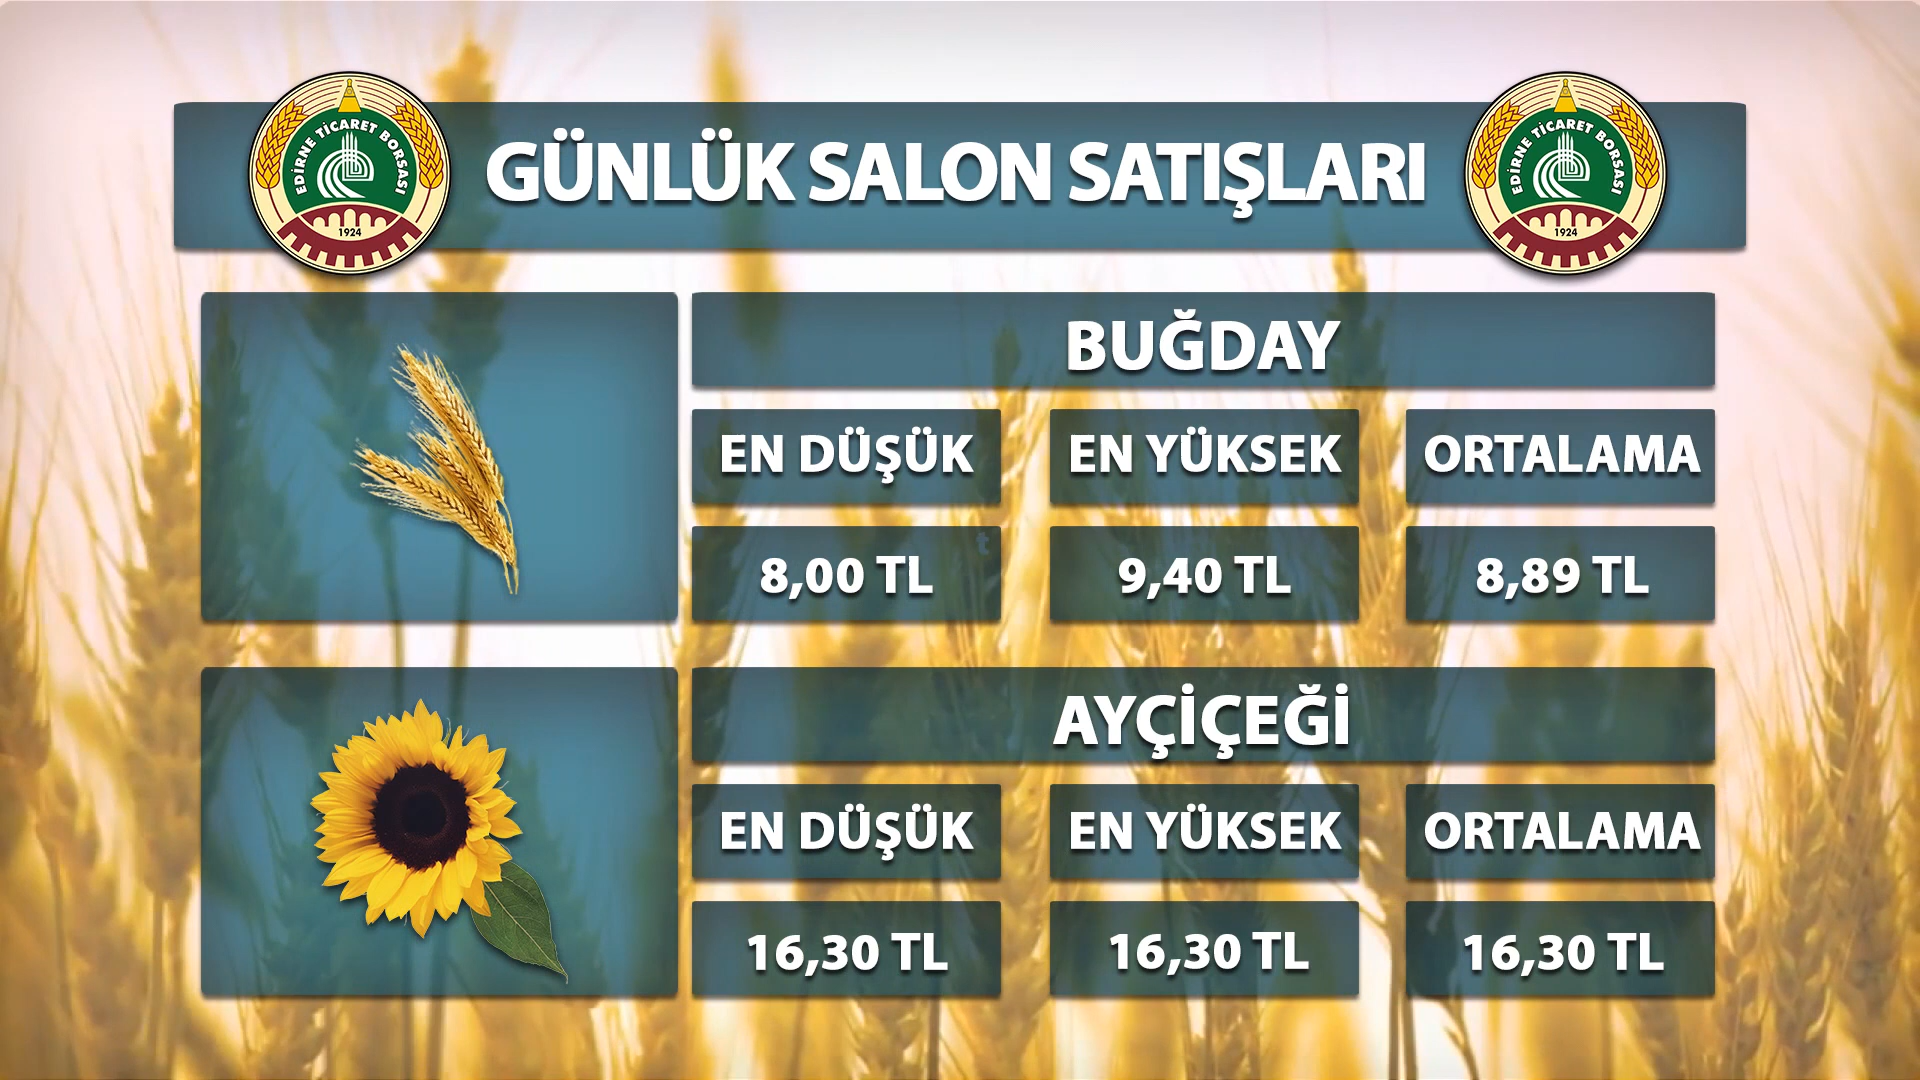 GÜNLÜK SALON SATIŞLARI
EDİRNE TİCARET BORSASI
1924
EDİRNE TİCARET BORSASI
1924
BUĞDAY
EN DÜŞÜK EN YÜKSEK ORTALAMA
8,00 TL 9,40 TL 8,89 TL
AYÇİÇEĞİ
EN DÜŞÜK EN YÜKSEK ORTALAMA
16,30 TL 16,30 TL 16,30 TL